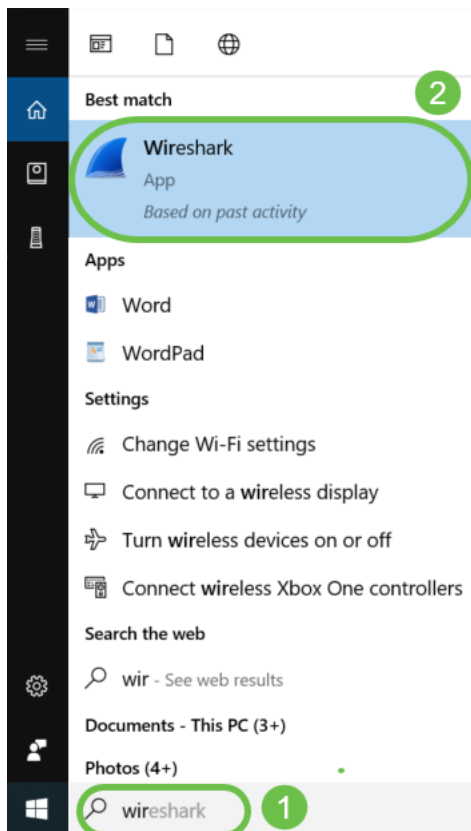 Best match
2
Wireshark
App
Based on past activity
Apps
Word
WordPad
Settings
Change Wi-Fi settings
Connect to a wireless display
Turn wireless devices on or off
Connect wireless Xbox One controllers
Search the web
wir - See web results
Documents - This PC (3+)
Photos (4+)
wireshark
1